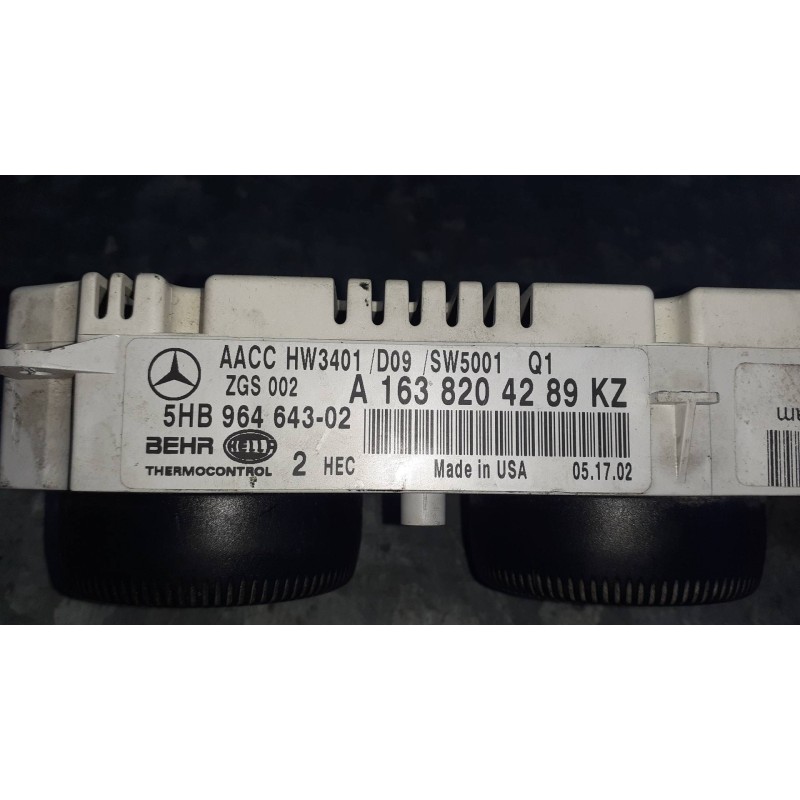 AACC HW3401 /D09 /SW5001 Q1
ZGS 002 A 163 820 42 89 KZ
5HB 964 643-02
BEHR HELLA
THERMOCONTROL 2 HEC Made in USA 05.17.02